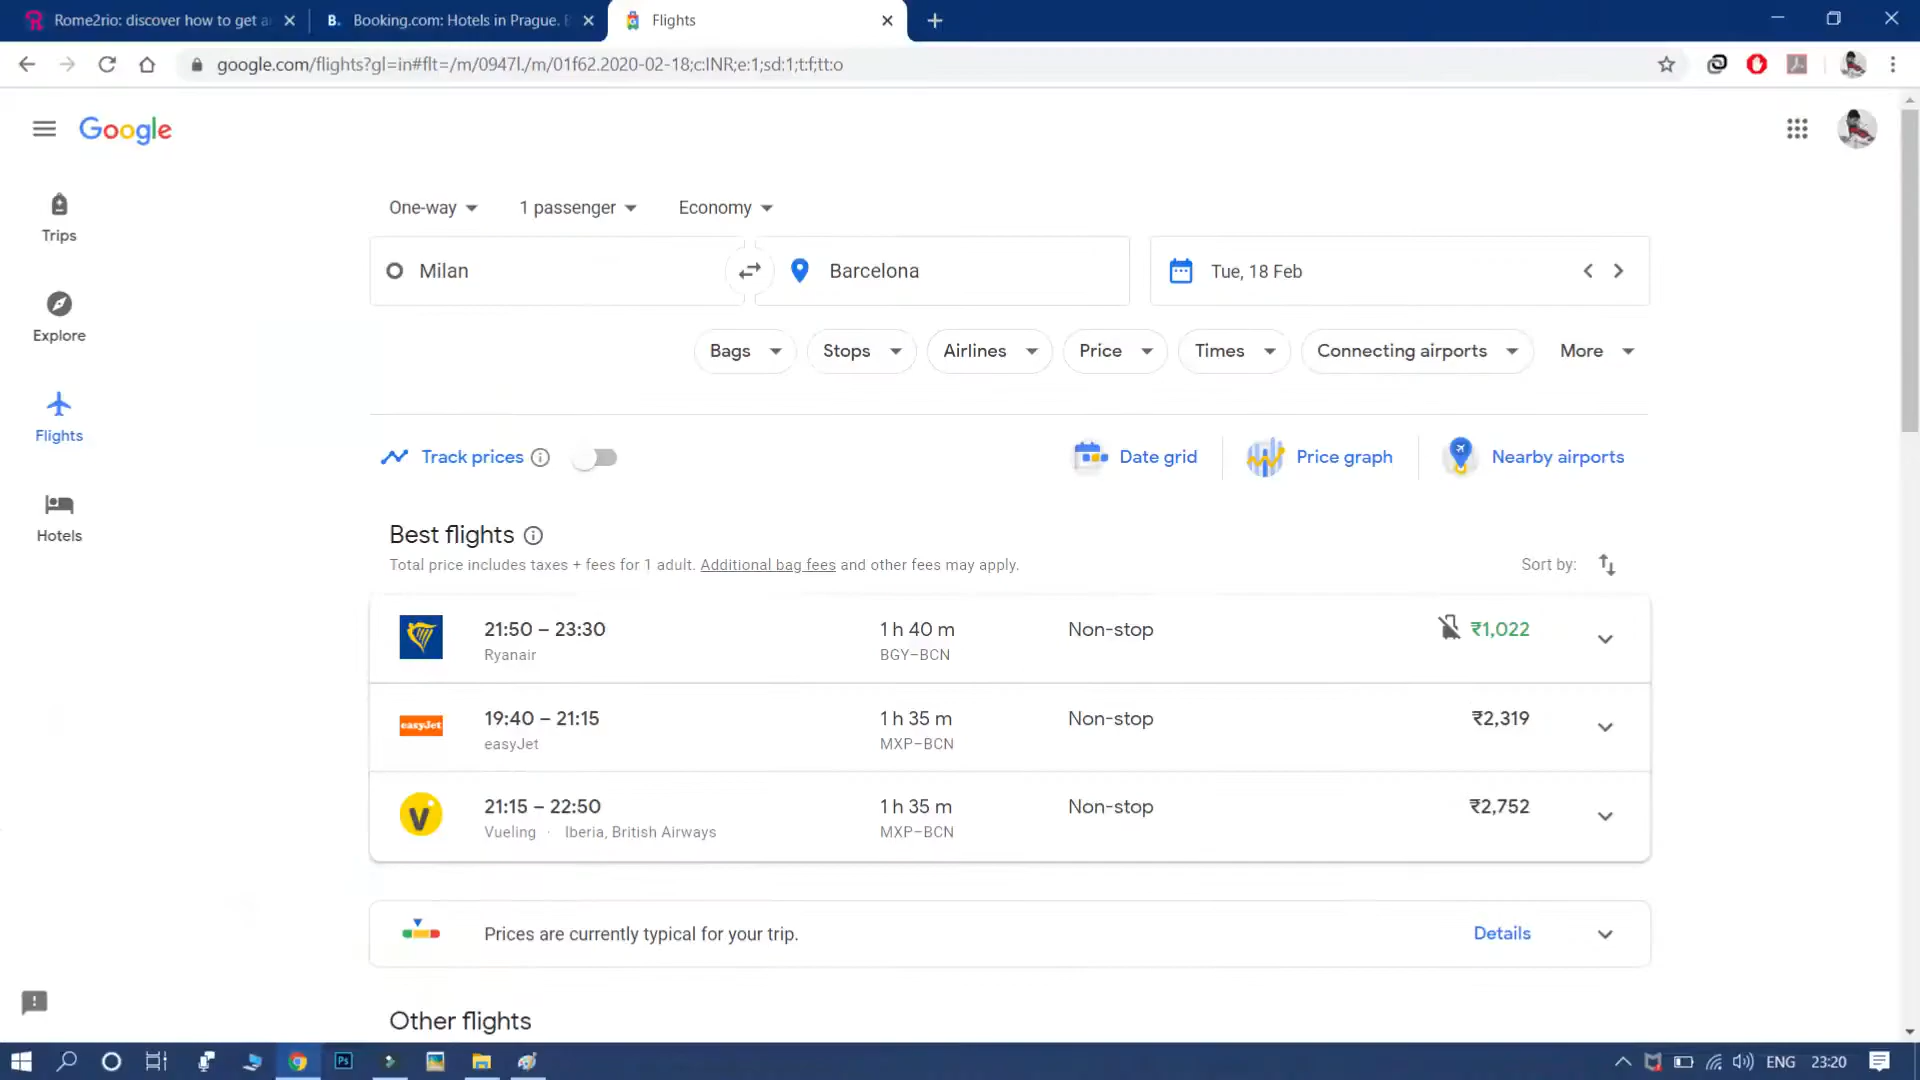 Rome2rio: discover how to get a
B. Booking.com: Hotels in Prague.
Flights
google.com/flights?gl=in#flt=/m/0947l./m/01f62.2020-02-18;c:INR;e:1;sd:1;t:f;tt:o
Google
Trips
Explore
Flights
Hotels
One-way 1 passenger Economy
Milan Barcelona Tue, 18 Feb
Bags Stops Airlines Price Times Connecting airports More
Track prices Date grid Price graph Nearby airports
Best flights
Total price includes taxes + fees for 1 adult. Additional bag fees and other fees may apply. Sort by:
21:50 – 23:30 1 h 40 m Non-stop ₹1,022
Ryanair BGY–BCN
19:40 – 21:15 1 h 35 m Non-stop ₹2,319
easyJet
easyJet MXP–BCN
21:15 – 22:50 1 h 35 m Non-stop ₹2,752
Vueling · Iberia, British Airways MXP–BCN
Prices are currently typical for your trip. Details
Other flights
Ps
ENG 23:20